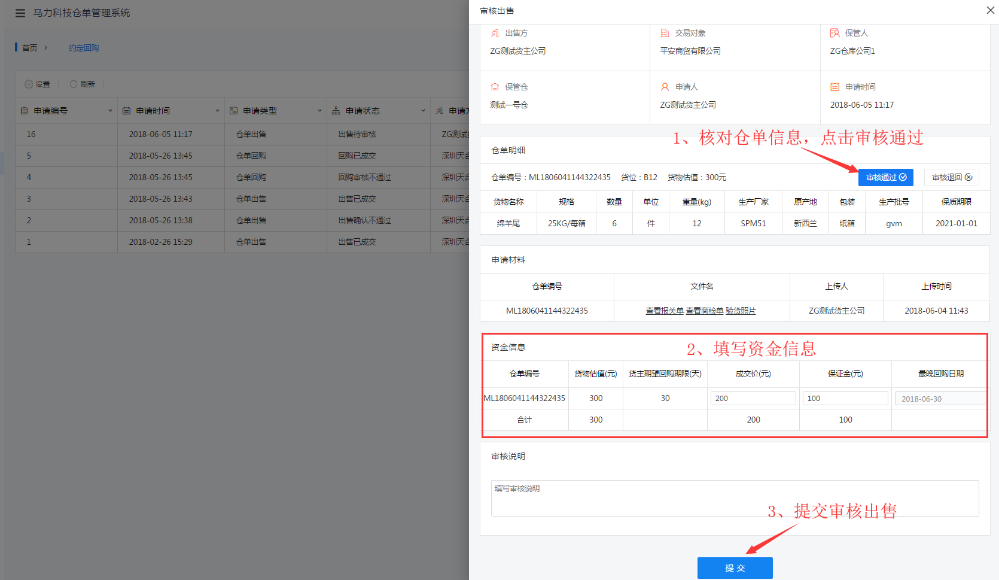 马力科技仓单管理系统
首页 › 约定回购
设置 刷新
申请编号 申请时间 申请类型 申请状态 申请
16 2018-06-05 11:17 仓单出售 出售待审核 ZG测试
5 2018-05-26 13:45 仓单回购 回购已成交 深圳天
4 2018-05-26 13:45 仓单回购 回购审核不通过 深圳天
3 2018-05-26 13:43 仓单出售 出售已成交 深圳天
2 2018-05-26 13:38 仓单出售 出售确认不通过 深圳天
1 2018-02-26 15:29 仓单出售 出售已成交 深圳天
审核出售
出售方 交易对象 保管人
ZG测试货主公司 平安商贸有限公司 ZG仓库公司1
保管仓 申请人 申请时间
测试一号仓 ZG测试货主公司 2018-06-05 11:17
1、核对仓单信息，点击审核通过
仓单明细
仓单编号：ML1806041144322435 货位：B12 货物估值：300元 审核通过 审核退回
货物名称 规格 数量 单位 重量(kg) 生产厂家 原产地 包装 生产批号 保质期限
绵羊尾 25KG/每箱 6 件 12 SPM51 新西兰 纸箱 gvm 2021-01-01
申请材料
仓单编号 文件名 上传人 上传时间
ML1806041144322435 查看报关单 查看商检单 验货照片 ZG测试货主公司 2018-06-04 11:43
资金信息
2、填写资金信息
仓单编号 货物估值(元) 货主期望回购期限(天) 成交价(元) 保证金(元) 最晚回购日期
ML1806041144322435 300 30 200 100 2018-06-30
合计 300 200 100
审核说明
填写审核说明
3、提交审核出售
提交